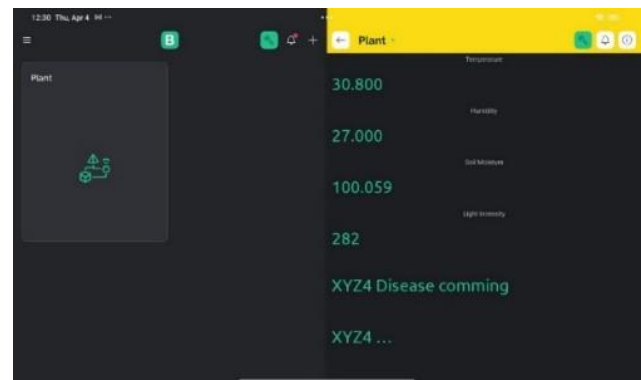 12:30 Thu, Apr 4
B
Plant
Plant
Temperature
30.800
Humidity
27.000
Soil Moisture
100.059
Light Intensity
282
XYZ4 Disease comming
XYZ4 ...